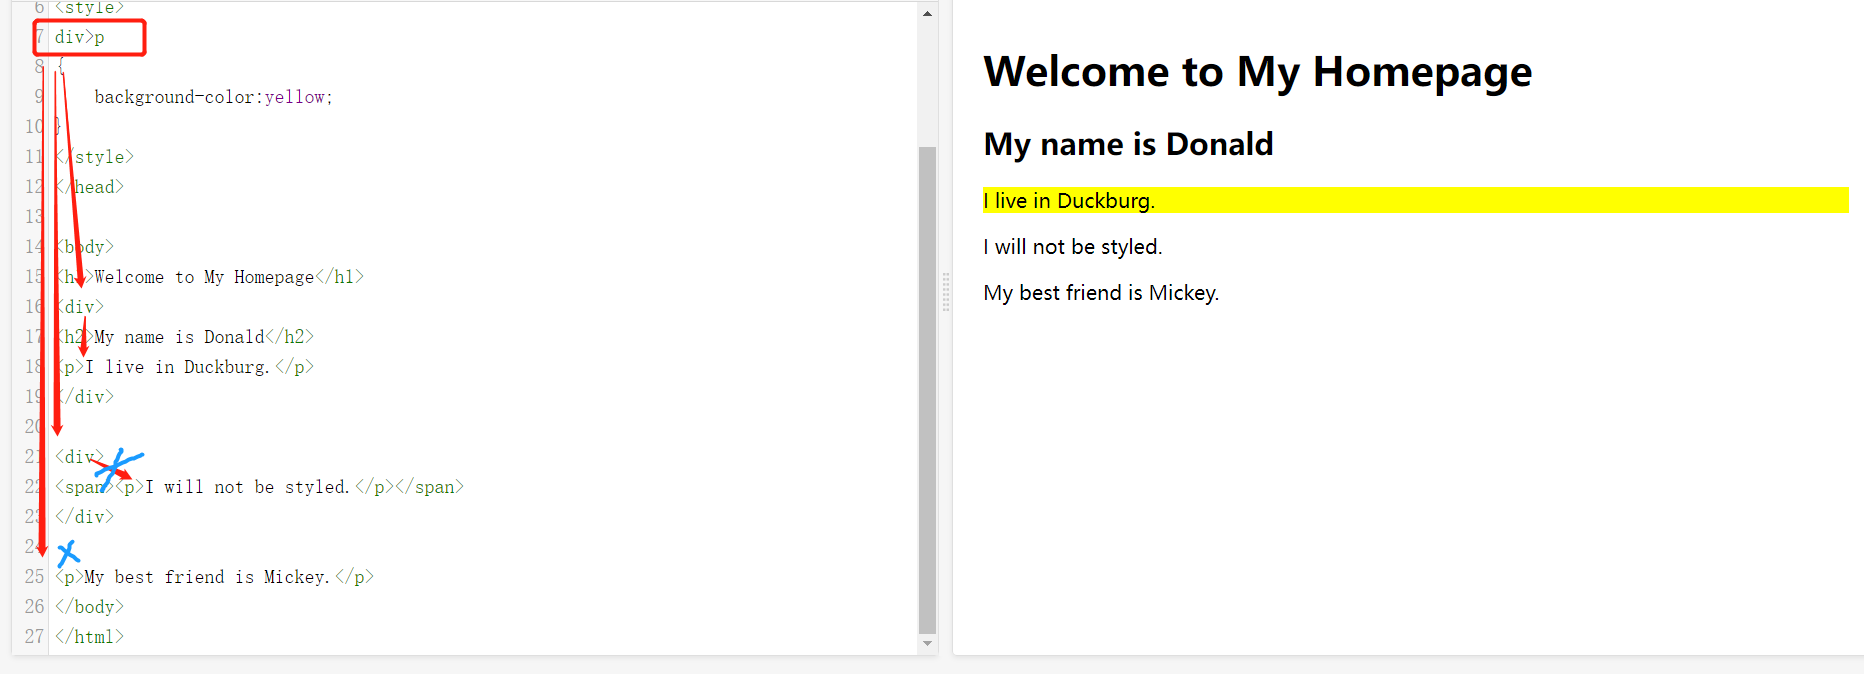 6 <style>
7 div>p
8 {
9 background-color:yellow;
10 }
11 </style>
12 </head>
13
14 <body>
15 <h1>Welcome to My Homepage</h1>
16 <div>
17 <h2>My name is Donald</h2>
18 <p>I live in Duckburg.</p>
19 </div>
20
21 <div>
22 <span><p>I will not be styled.</p></span>
23 </div>
24
25 <p>My best friend is Mickey.</p>
26 </body>
27 </html>
Welcome to My Homepage
My name is Donald
I live in Duckburg.
I will not be styled.
My best friend is Mickey.